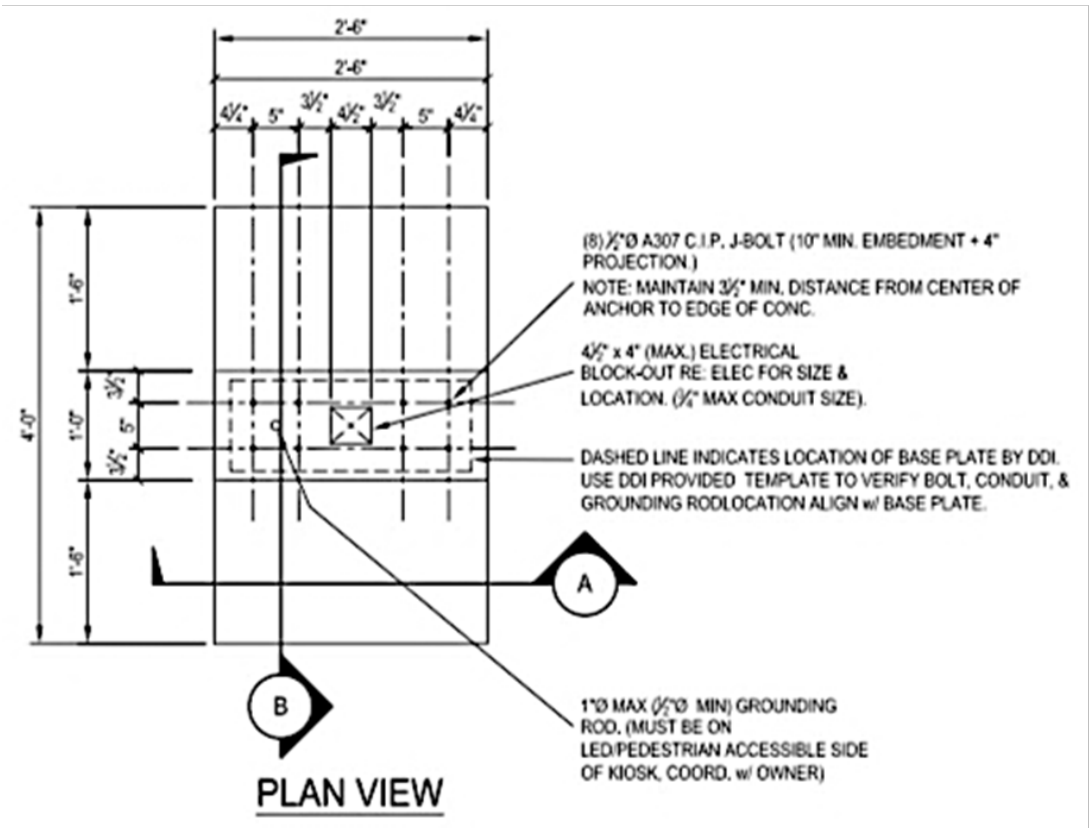 2'-6"
2'-6"
4¼" 5" 3½" 4½" 3½" 5" 4¼"
4'-0"
1'-6"
1'-0"
1'-6"
3½"
5"
3½"
(8) ½"Ø A307 C.I.P. J-BOLT (10" MIN. EMBEDMENT + 4"
PROJECTION.)
NOTE: MAINTAIN 3½" MIN. DISTANCE FROM CENTER OF
ANCHOR TO EDGE OF CONC.
4½" x 4" (MAX.) ELECTRICAL
BLOCK-OUT RE: ELEC FOR SIZE &
LOCATION. (¾" MAX CONDUIT SIZE).
DASHED LINE INDICATES LOCATION OF BASE PLATE BY DDI.
USE DDI PROVIDED TEMPLATE TO VERIFY BOLT, CONDUIT, &
GROUNDING RODLOCATION ALIGN w/ BASE PLATE.
A
B
1"Ø MAX (½"Ø MIN) GROUNDING
ROD. (MUST BE ON
LED/PEDESTRIAN ACCESSIBLE SIDE
OF KIOSK, COORD. w/ OWNER)
PLAN VIEW